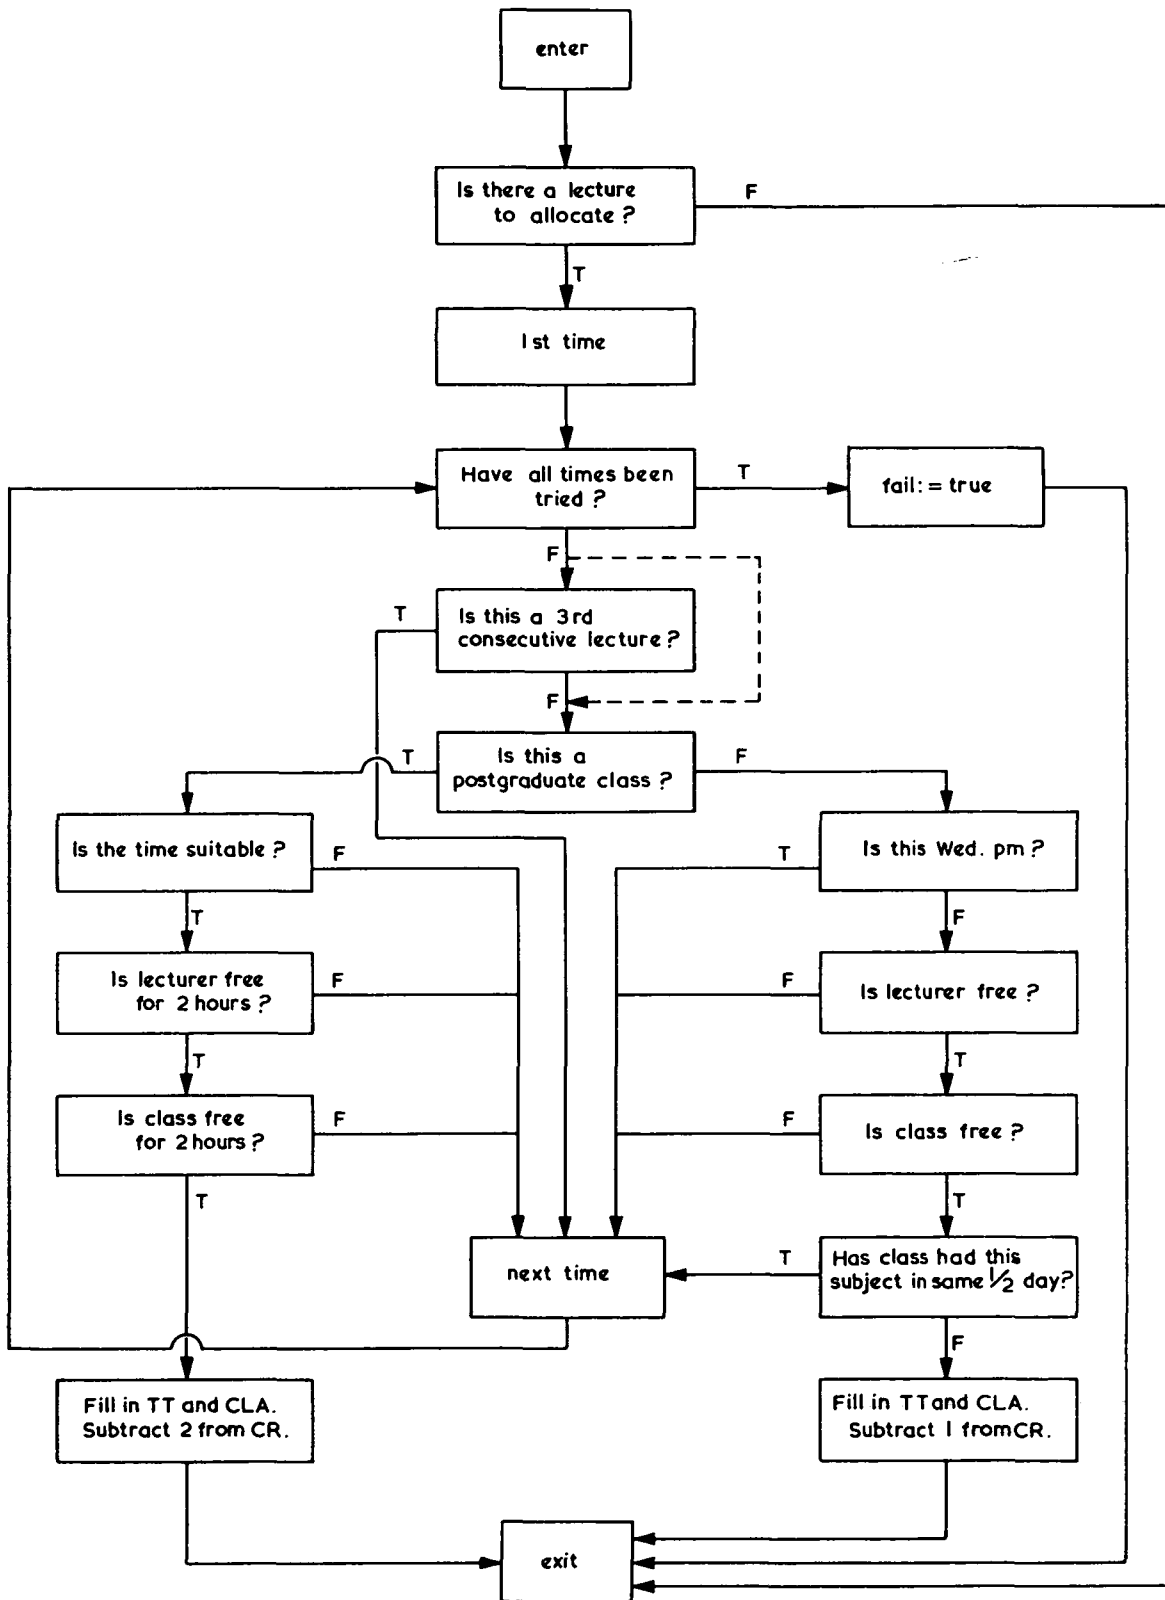 enter
Is there a lecture
to allocate ?
F
T
1st time
Have all times been
tried ?
T
fail: = true
F
Is this a 3rd
consecutive lecture ?
T
F
Is this a
postgraduate class ?
T
F
Is the time suitable ?
F
Is this Wed. pm ?
T
T
F
Is lecturer free
for 2 hours ?
F
Is lecturer free ?
F
T
T
Is class free
for 2 hours ?
F
Is class free ?
F
T
T
next time
T
Has class had this
subject in same 1/2 day?
F
Fill in TT and CLA.
Subtract 2 from CR.
Fill in TT and CLA.
Subtract 1 from CR.
exit